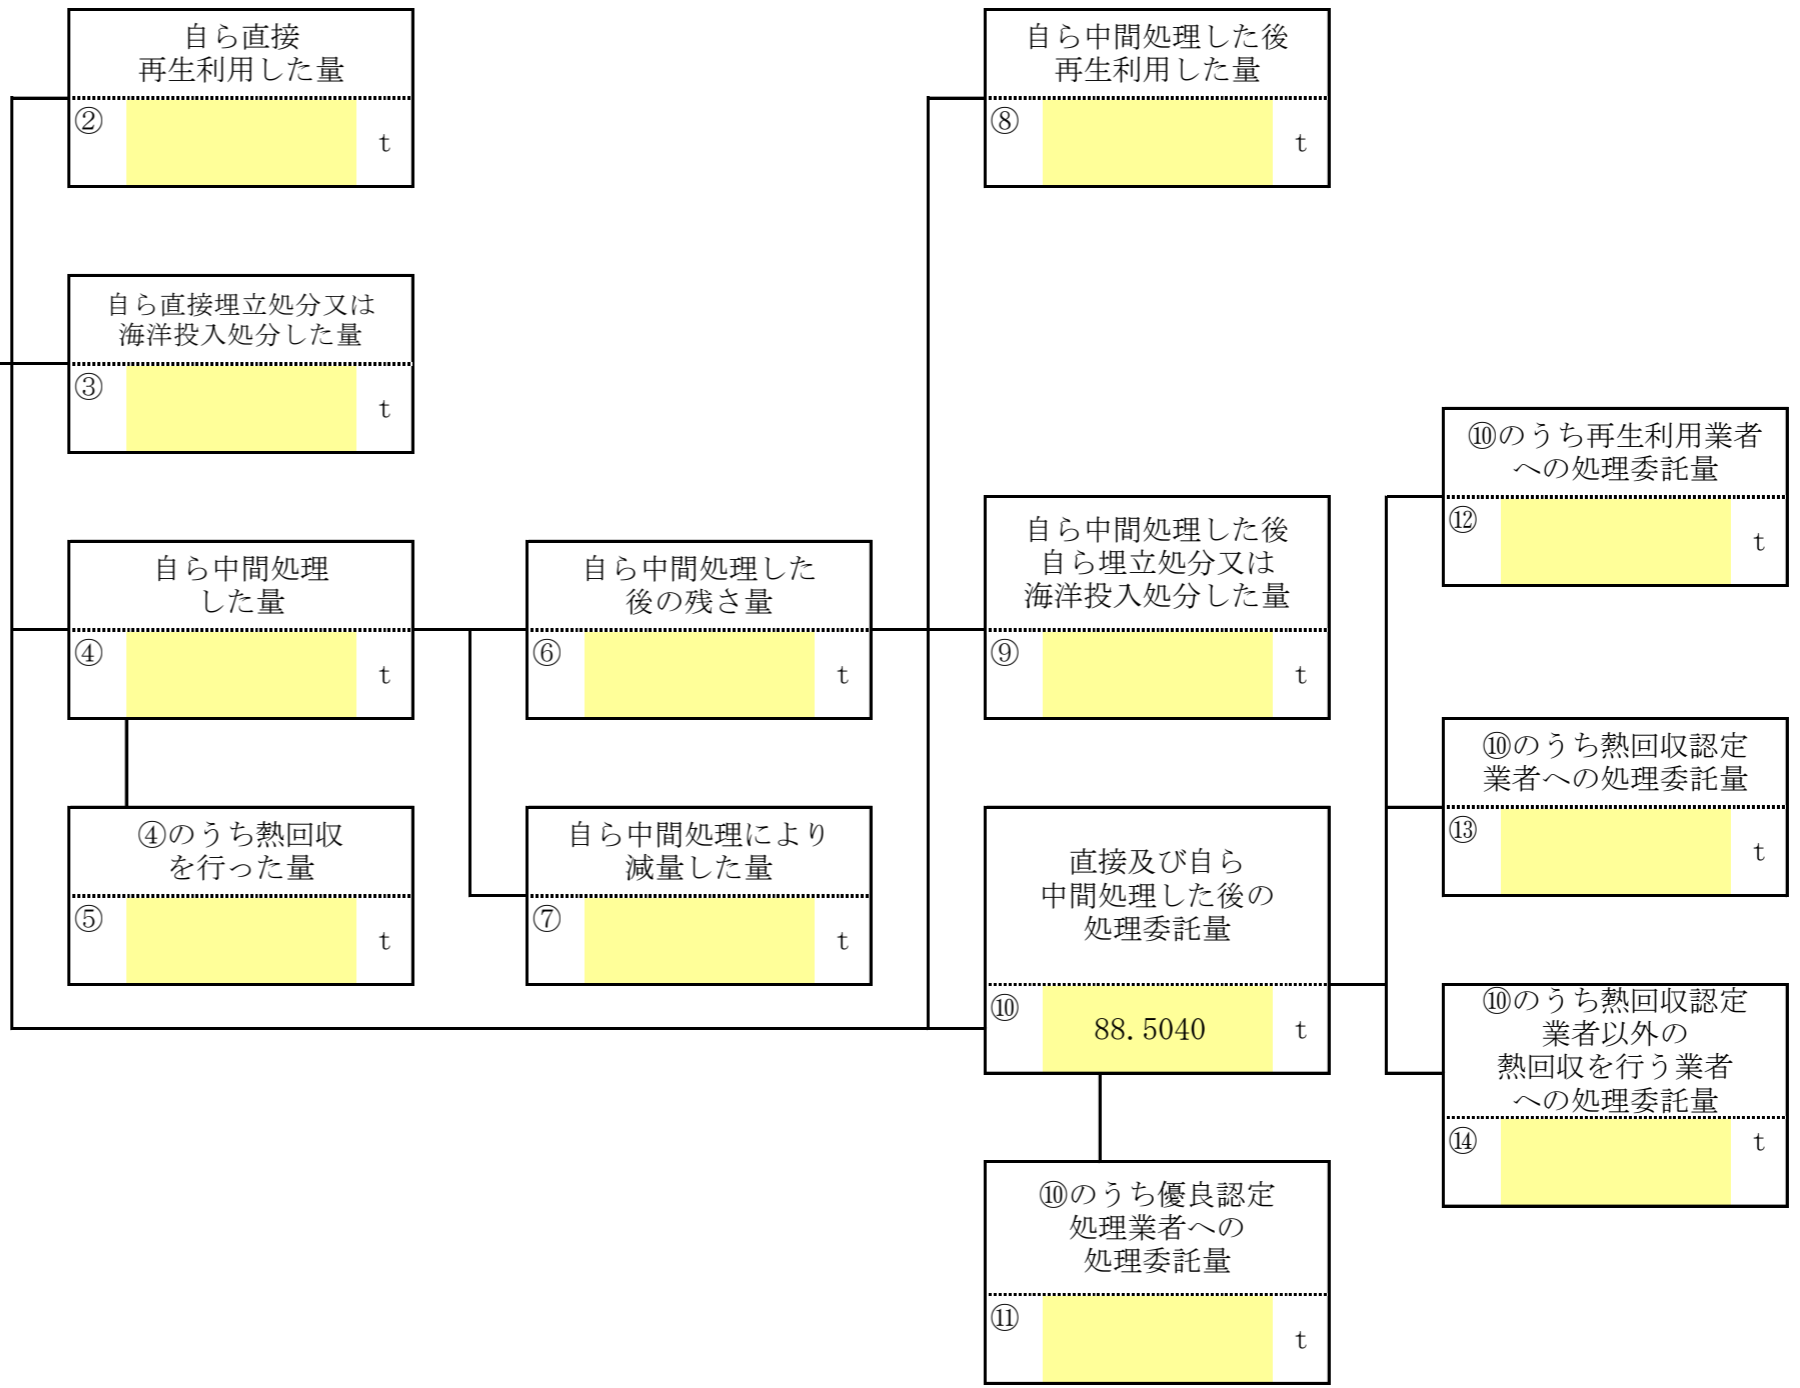 自ら直接
再生利用した量
②
t
自ら中間処理した後
再生利用した量
⑧
t
自ら直接埋立処分又は
海洋投入処分した量
③
t
⑩のうち再生利用業者
への処理委託量
⑫
t
自ら中間処理
した量
④
t
自ら中間処理した
後の残さ量
⑥
t
自ら中間処理した後
自ら埋立処分又は
海洋投入処分した量
⑨
t
⑩のうち熱回収認定
業者への処理委託量
⑬
t
④のうち熱回収
を行った量
⑤
t
自ら中間処理により
減量した量
⑦
t
直接及び自ら
中間処理した後の
処理委託量
⑩
88.5040
t
⑩のうち熱回収認定
業者以外の
熱回収を行う業者
への処理委託量
⑭
t
⑩のうち優良認定
処理業者への
処理委託量
⑪
t